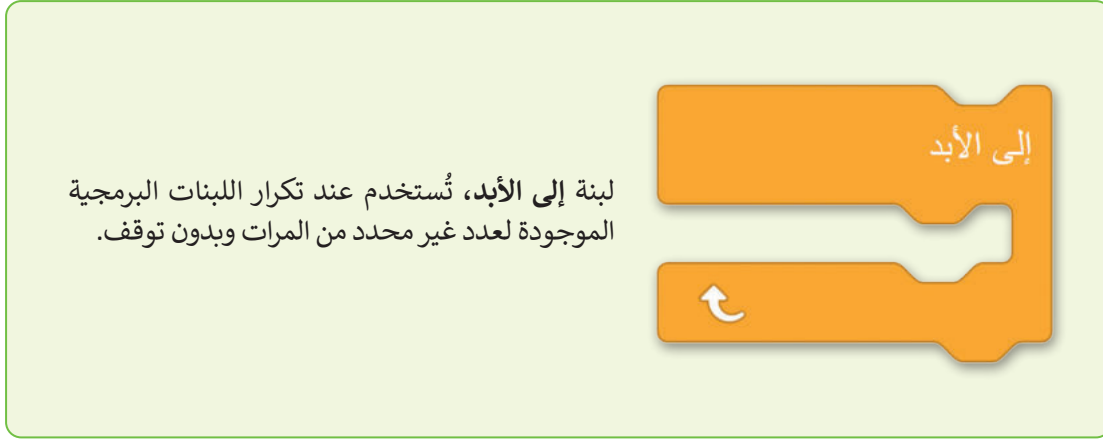 إلى الأبد
لبنة إلى الأبد، تُستخدم عند تكرار اللبنات البرمجية
الموجودة لعدد غير محدد من المرات وبدون توقف.